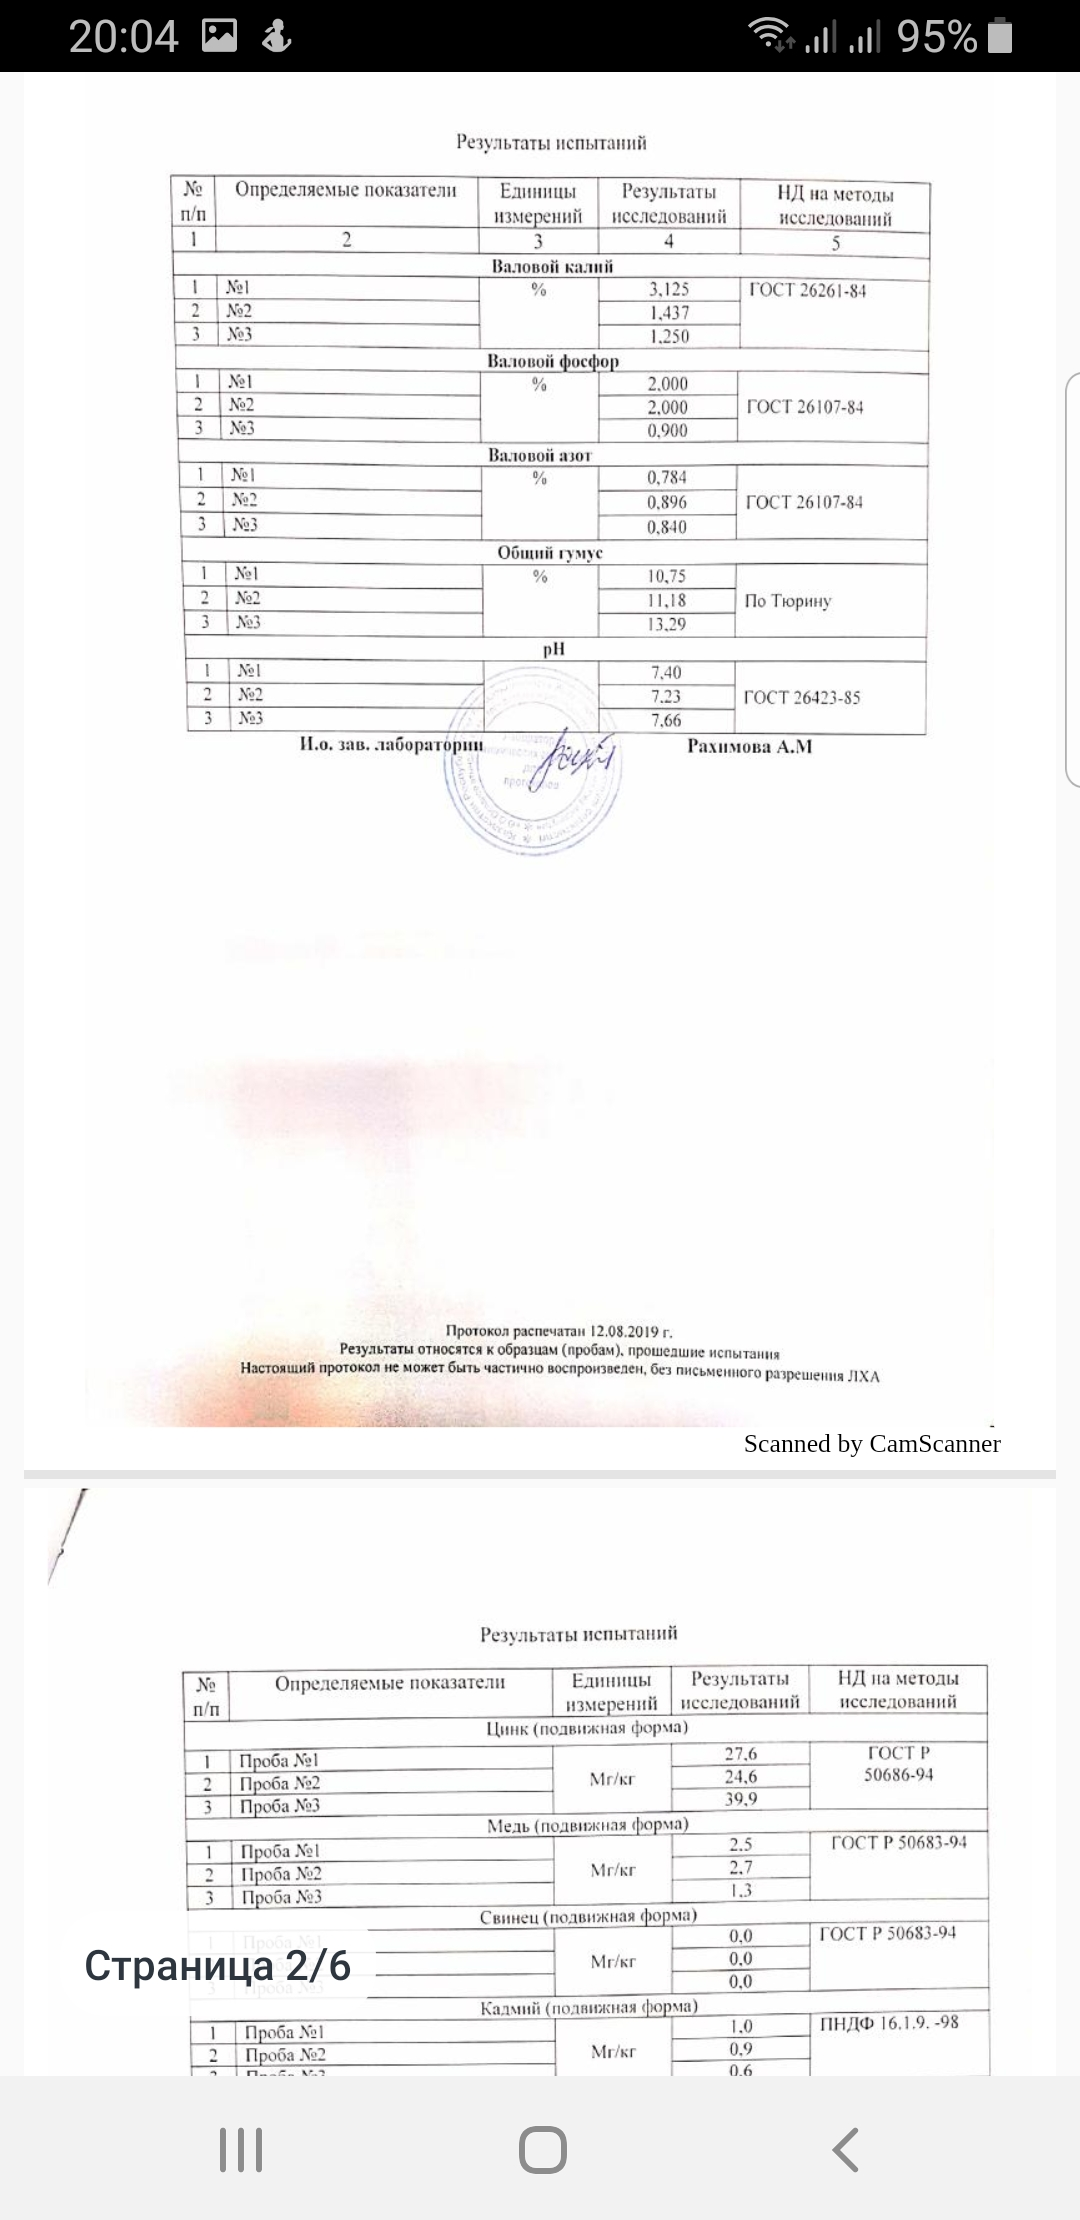 20:04
95%
Результаты испытаний
№ п/п Определяемые показатели Единицы измерений Результаты исследований НД на методы исследований
1 2 3 4 5
Валовой калий
1 №1 % 3,125 ГОСТ 26261-84
2 №2 1,437
3 №3 1,250
Валовой фосфор
1 №1 % 2,000
2 №2 2,000 ГОСТ 26107-84
3 №3 0,900
Валовой азот
1 №1 % 0,784
2 №2 0,896 ГОСТ 26107-84
3 №3 0,840
Общий гумус
1 №1 % 10,75
2 №2 11,18 По Тюрину
3 №3 13,29
pH
1 №1 7,40
2 №2 7,23 ГОСТ 26423-85
3 №3 7,66
И.о. зав. лаборатории Рахимова А.М
Протокол распечатан 12.08.2019 г.
Результаты относятся к образцам (пробам), прошедшие испытания
Настоящий протокол не может быть частично воспроизведен, без письменного разрешения ЛХА
Scanned by CamScanner
Результаты испытаний
№ п/п Определяемые показатели Единицы измерений Результаты исследований НД на методы исследований
Цинк (подвижная форма)
1 Проба №1 27,6 ГОСТ Р
2 Проба №2 Мг/кг 24,6 50686-94
3 Проба №3 39,9
Медь (подвижная форма)
1 Проба №1 2,5 ГОСТ Р 50683-94
2 Проба №2 Мг/кг 2,7
3 Проба №3 1,3
Свинец (подвижная форма)
1 Проба №1 0,0 ГОСТ Р 50683-94
Мг/кг 0,0
3 Проба №3 0,0
Страница 2/6
Кадмий (подвижная форма)
1 Проба №1 1,0 ПНДФ 16.1.9. -98
2 Проба №2 Мг/кг 0,9
0,6